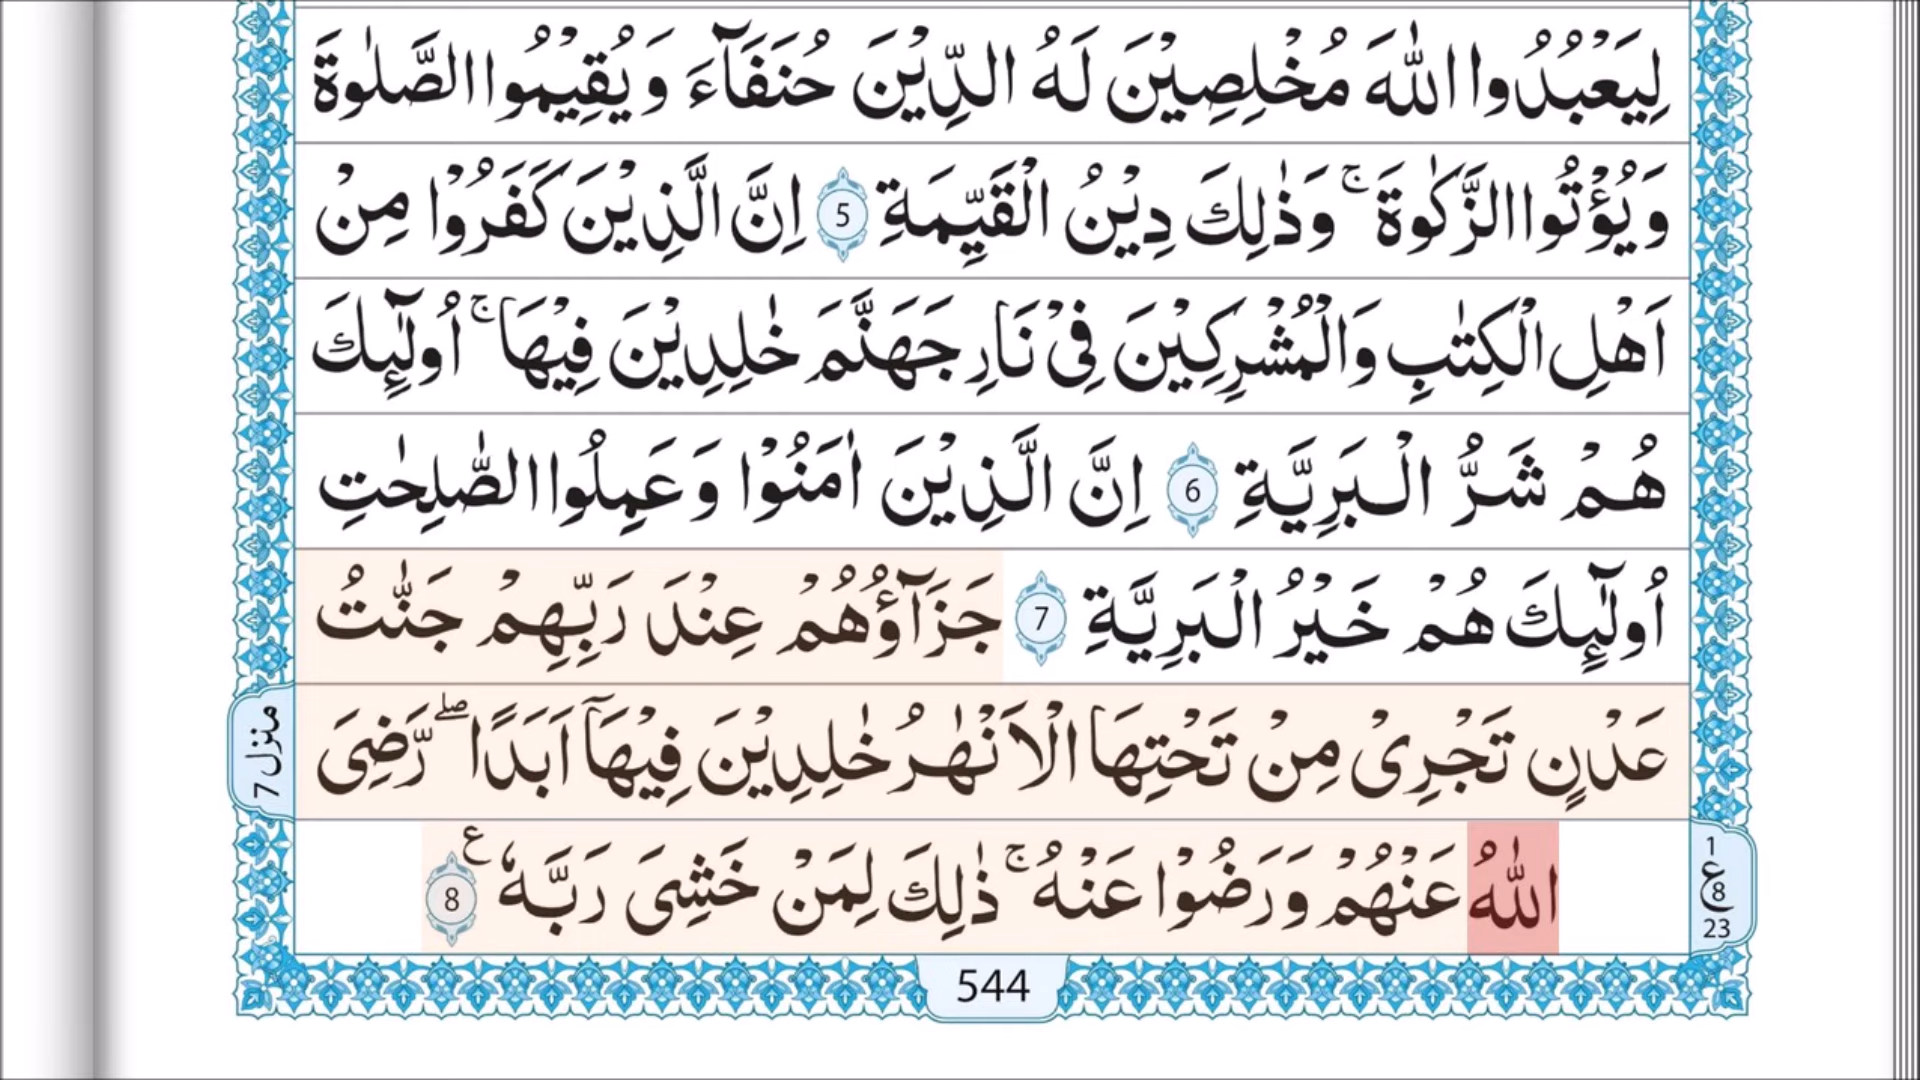 لِيَعْبُدُوا اللّٰهَ مُخْلِصِيْنَ لَهُ الدِّيْنَ حُنَفَآءَ وَيُقِيْمُوا الصَّلٰوةَ
وَيُؤْتُوا الزَّكٰوةَ ۚ وَذٰلِكَ دِيْنُ الْقَيِّمَةِ 5 اِنَّ الَّذِيْنَ كَفَرُوْا مِنْ
اَهْلِ الْكِتٰبِ وَالْمُشْرِكِيْنَ فِىْ نَارِ جَهَنَّمَ خٰلِدِيْنَ فِيْهَا ۚ اُولٰٓئِكَ
هُمْ شَرُّ الْبَرِيَّةِ 6 اِنَّ الَّذِيْنَ اٰمَنُوْا وَعَمِلُوا الصّٰلِحٰتِ
اُولٰٓئِكَ هُمْ خَيْرُ الْبَرِيَّةِ 7 جَزَآؤُهُمْ عِنْدَ رَبِّهِمْ جَنّٰتُ
عَدْنٍ تَجْرِىْ مِنْ تَحْتِهَا الْاَنْهٰرُ خٰلِدِيْنَ فِيْهَآ اَبَدًا ۖ رَّضِىَ
اللّٰهُ عَنْهُمْ وَرَضُوْا عَنْهُ ۚ ذٰلِكَ لِمَنْ خَشِىَ رَبَّهٗ ع 8
منزل 7
1
ع 8
23
544